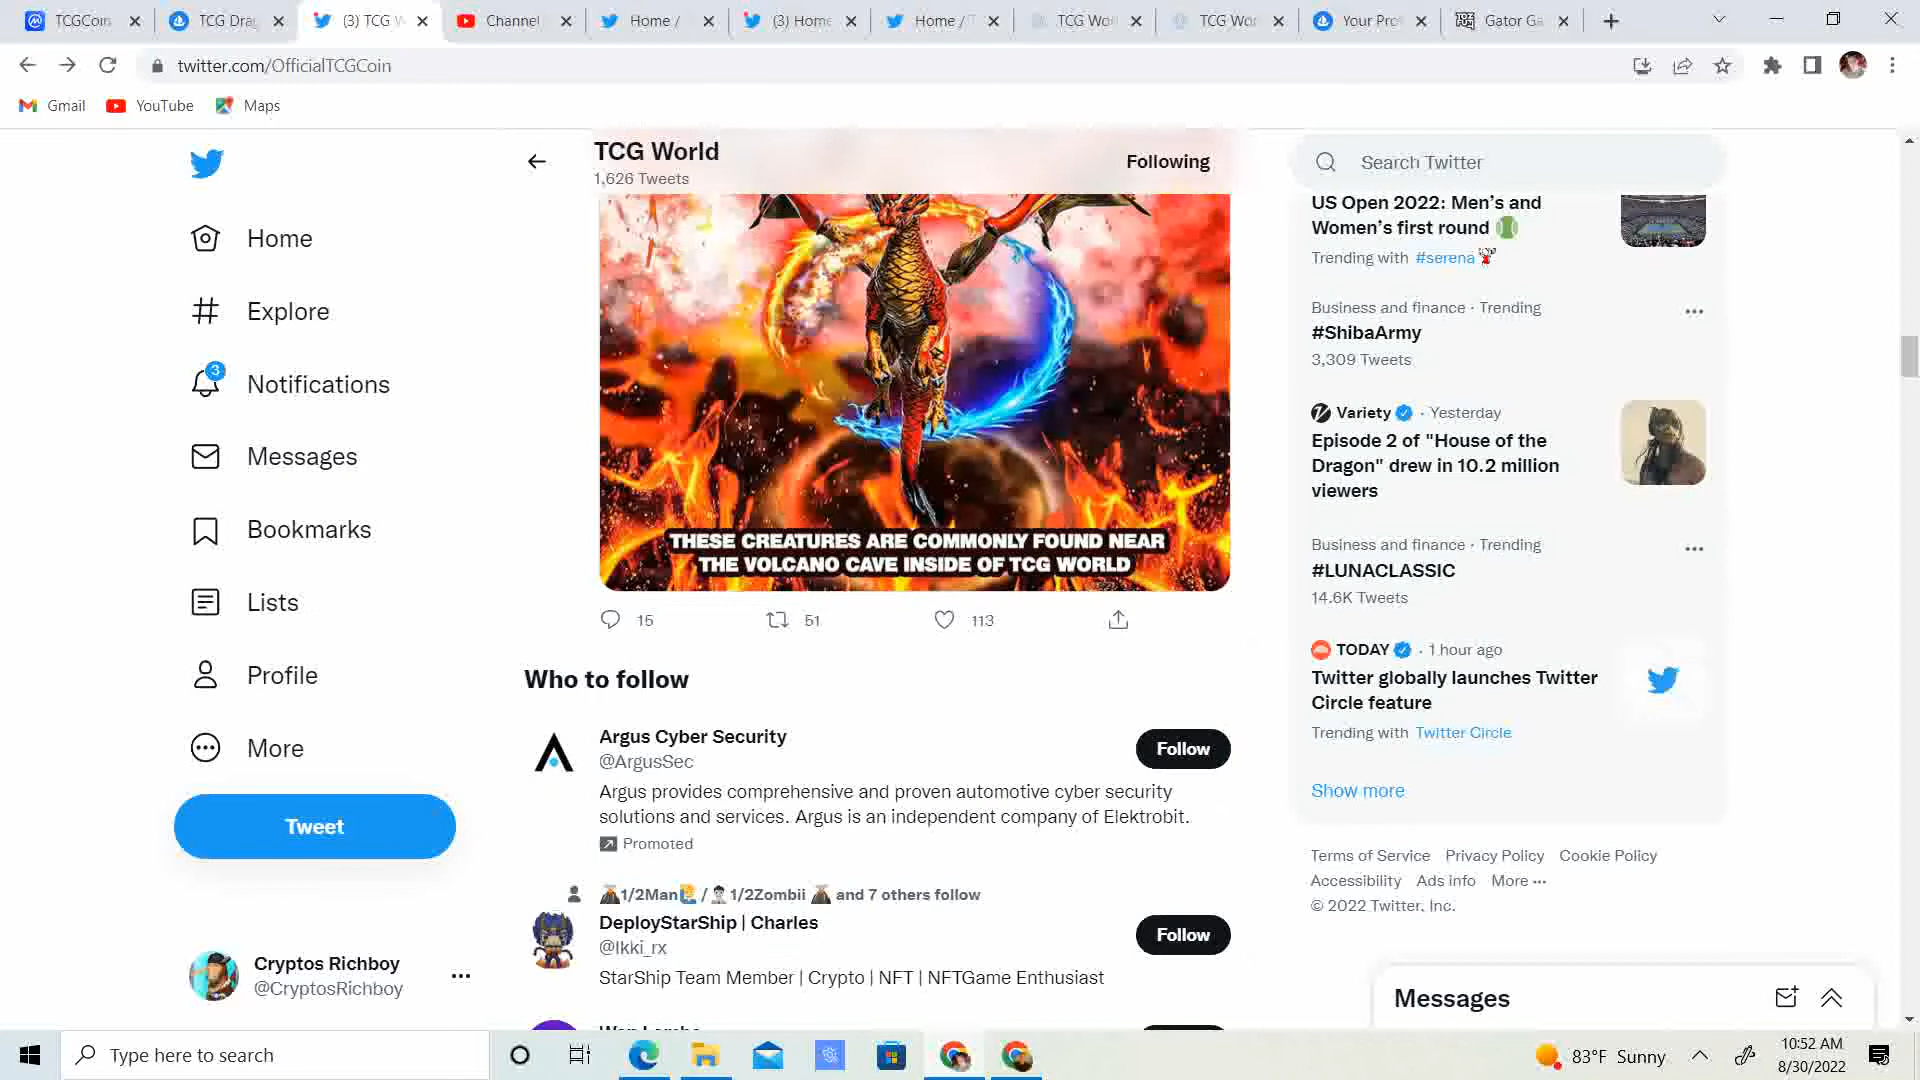 TCGCoin
TCG Drag
(3) TCG W
Channel
Home /
(3) Home
Home / T
TCG Wor
TCG Wor
Your Pro
Gator Ga
twitter.com/OfficialTCGCoin
Gmail
YouTube
Maps
TCG World
1,626 Tweets
Following
Search Twitter
Home
Explore
3
Notifications
Messages
Bookmarks
Lists
Profile
More
Tweet
Cryptos Richboy
@CryptosRichboy
THESE CREATURES ARE COMMONLY FOUND NEAR
THE VOLCANO CAVE INSIDE OF TCG WORLD
15
51
113
Who to follow
Argus Cyber Security
@ArgusSec
Follow
Argus provides comprehensive and proven automotive cyber security
solutions and services. Argus is an independent company of Elektrobit.
Promoted
🌋1/2Man🧟/🧟1/2Zombii 🌋 and 7 others follow
DeployStarShip | Charles
@Ikki_rx
Follow
StarShip Team Member | Crypto | NFT | NFTGame Enthusiast
US Open 2022: Men's and
Women's first round
Trending with #serena
Business and finance · Trending
#ShibaArmy
3,309 Tweets
Variety · Yesterday
Episode 2 of "House of the
Dragon" drew in 10.2 million
viewers
Business and finance · Trending
#LUNACLASSIC
14.6K Tweets
TODAY · 1 hour ago
Twitter globally launches Twitter
Circle feature
Trending with Twitter Circle
Show more
Terms of Service Privacy Policy Cookie Policy
Accessibility Ads info More ···
© 2022 Twitter, Inc.
Messages
Type here to search
83°F Sunny
10:52 AM
8/30/2022